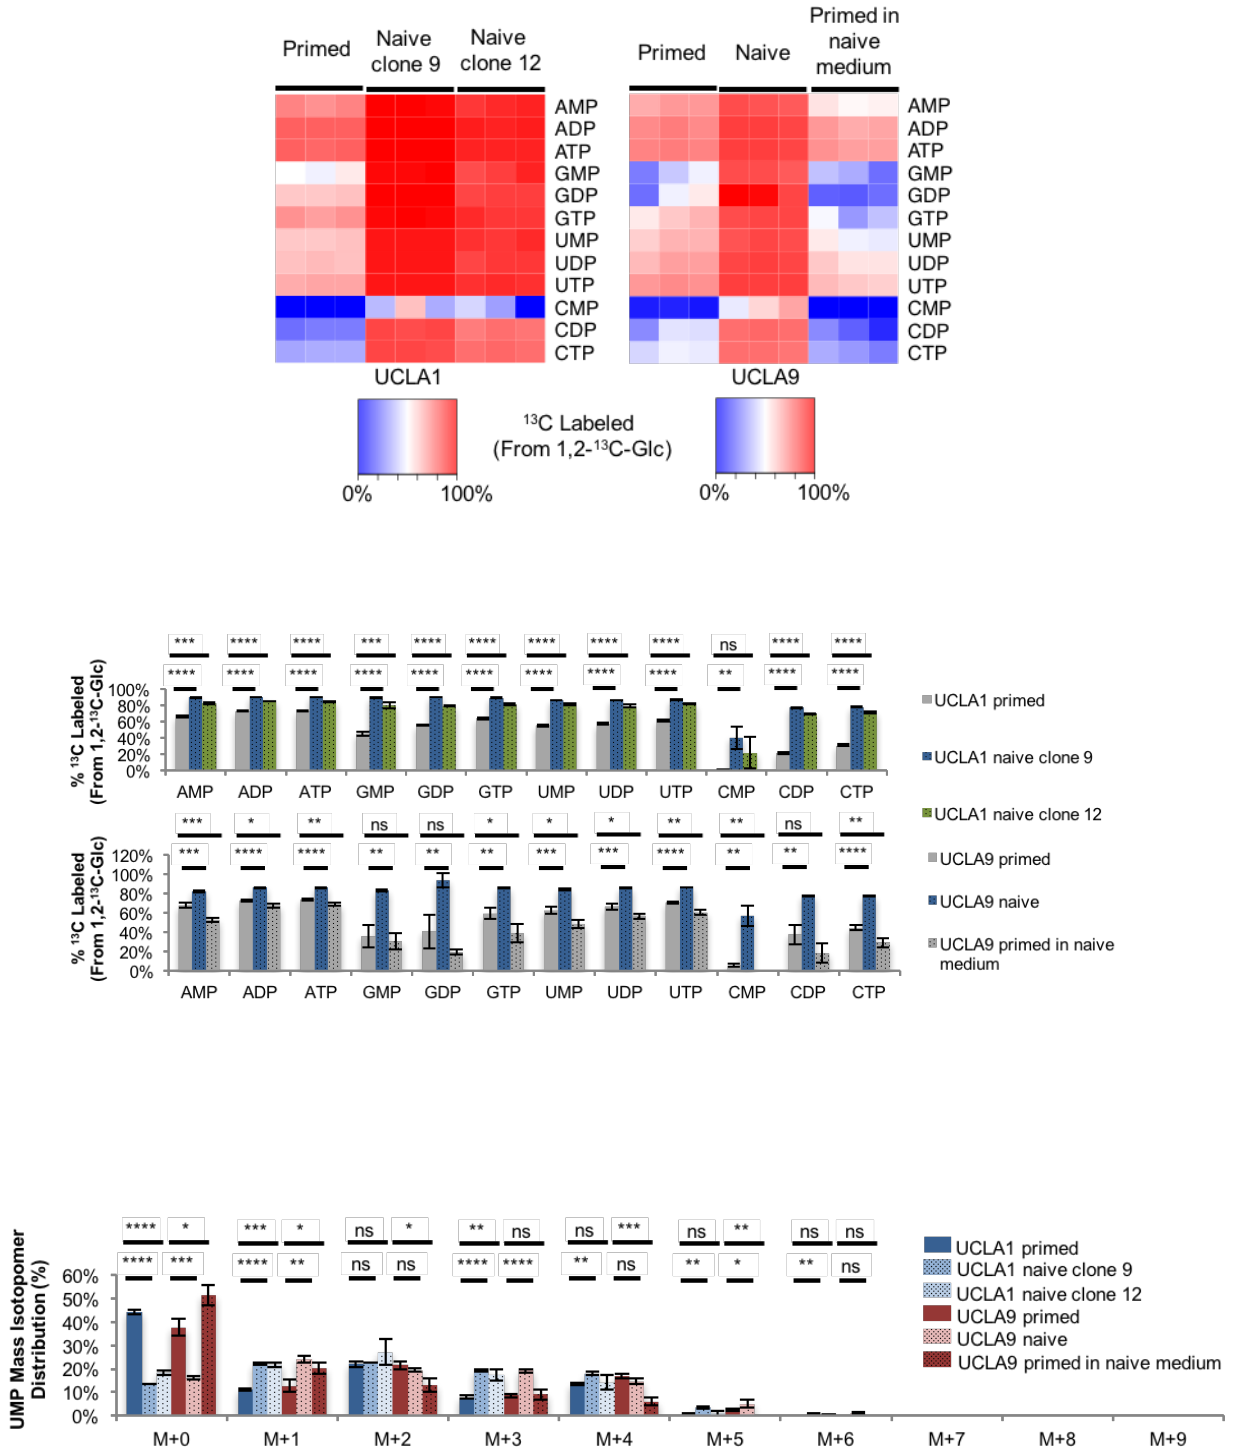 Primed
Naive
clone 9
Naive
clone 12
Primed
Naive
Primed in
naive
medium
AMP
ADP
ATP
GMP
GDP
GTP
UMP
UDP
UTP
CMP
CDP
CTP
AMP
ADP
ATP
GMP
GDP
GTP
UMP
UDP
UTP
CMP
CDP
CTP
UCLA1
UCLA9
13C Labeled
(From 1,2-13C-Glc)
0% 100%
0% 100%
*** **** **** *** **** **** **** **** **** ns **** ****
**** **** **** **** **** **** **** **** **** ** **** ****
% 13C Labeled
(From 1,2-13C-Glc)
100%
80%
60%
40%
20%
0%
AMP ADP ATP GMP GDP GTP UMP UDP UTP CMP CDP CTP
UCLA1 primed
UCLA1 naive clone 9
UCLA1 naive clone 12
*** * ** ns ns * * * ** ** ns **
*** **** **** ** ** ** *** *** **** ** ** ****
% 13C Labeled
(From 1,2-13C-Glc)
120%
100%
80%
60%
40%
20%
0%
AMP ADP ATP GMP GDP GTP UMP UDP UTP CMP CDP CTP
UCLA9 primed
UCLA9 naive
UCLA9 primed in naive
medium
**** * *** * ns * ** ns ns *** ns ** ns ns
**** *** **** ** ns ns **** **** ** ns ** * ** ns
UMP Mass Isotopomer
Distribution (%)
60%
50%
40%
30%
20%
10%
0%
M+0 M+1 M+2 M+3 M+4 M+5 M+6 M+7 M+8 M+9
UCLA1 primed
UCLA1 naive clone 9
UCLA1 naive clone 12
UCLA9 primed
UCLA9 naive
UCLA9 primed in naive medium